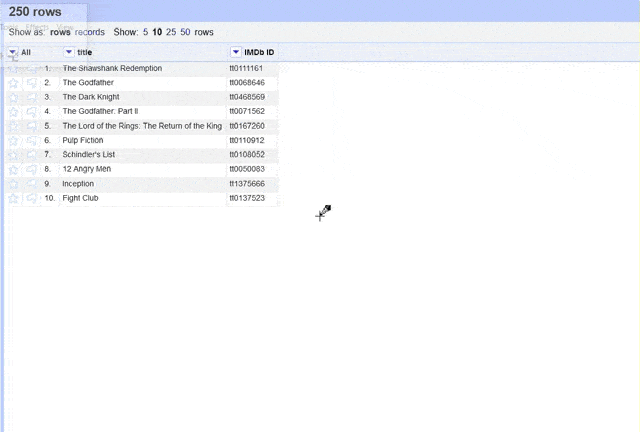 250 rows
Show as: rows records Show: 5 10 25 50 rows
All title IMDb ID
1. The Shawshank Redemption tt0111161
2. The Godfather tt0068646
3. The Dark Knight tt0468569
4. The Godfather: Part II tt0071562
5. The Lord of the Rings: The Return of the King tt0167260
6. Pulp Fiction tt0110912
7. Schindler's List tt0108052
8. 12 Angry Men tt0050083
9. Inception tt1375666
10. Fight Club tt0137523